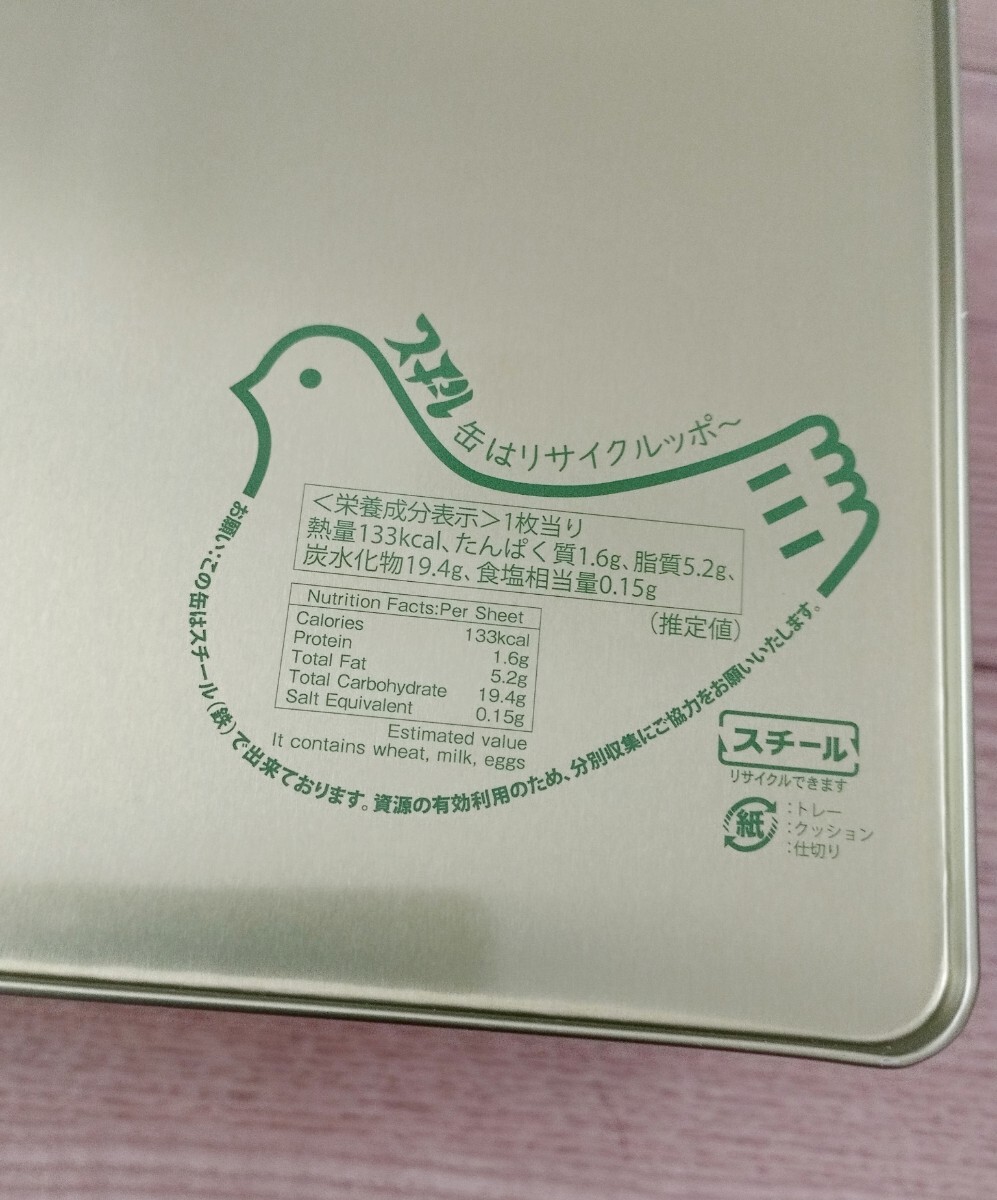 スチール缶はリサイクルッポ～
＜栄養成分表示＞1枚当り
熱量133kcal、たんぱく質1.6g、脂質5.2g、
炭水化物19.4g、食塩相当量0.15g
（推定値）
Nutrition Facts:Per Sheet
Calories 133kcal
Protein 1.6g
Total Fat 5.2g
Total Carbohydrate 19.4g
Salt Equivalent 0.15g
Estimated value
It contains wheat, milk, eggs
お願い:この缶はスチール（鉄）で出来ております。資源の有効利用のため、分別収集にご協力をお願いいたします。
スチール
リサイクルできます
紙 :トレー
:クッション
:仕切り